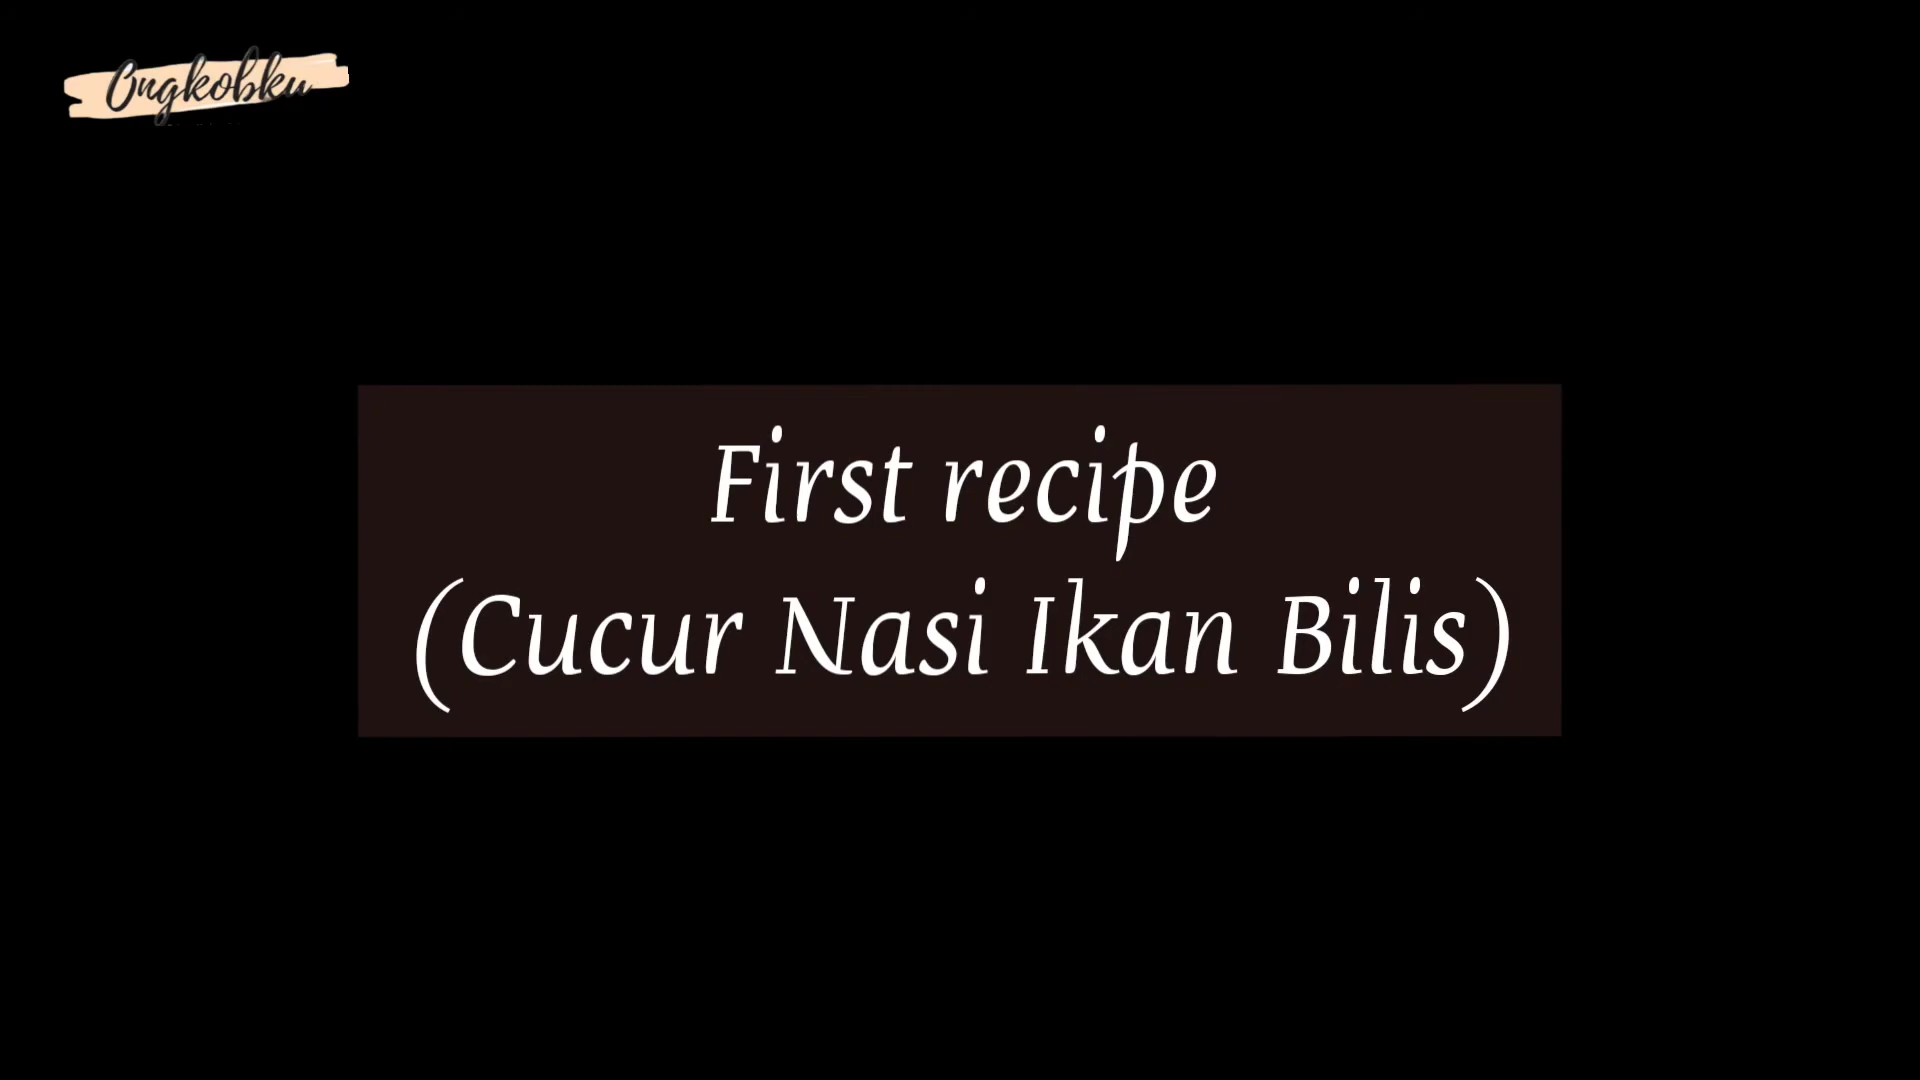 Ongkobku
First recipe
(Cucur Nasi Ikan Bilis)